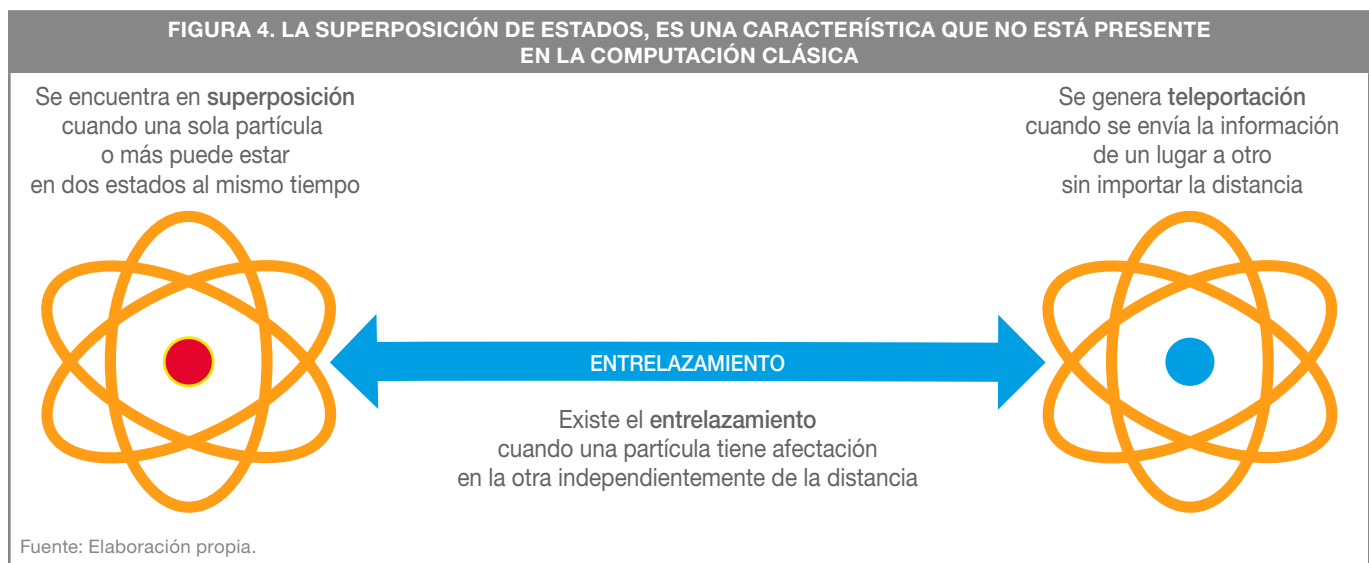 FIGURA 4. LA SUPERPOSICIÓN DE ESTADOS, ES UNA CARACTERÍSTICA QUE NO ESTÁ PRESENTE
EN LA COMPUTACIÓN CLÁSICA
Se encuentra en superposición
cuando una sola partícula
o más puede estar
en dos estados al mismo tiempo
Se genera teleportación
cuando se envía la información
de un lugar a otro
sin importar la distancia
ENTRELAZAMIENTO
Existe el entrelazamiento
cuando una partícula tiene afectación
en la otra independientemente de la distancia
Fuente: Elaboración propia.